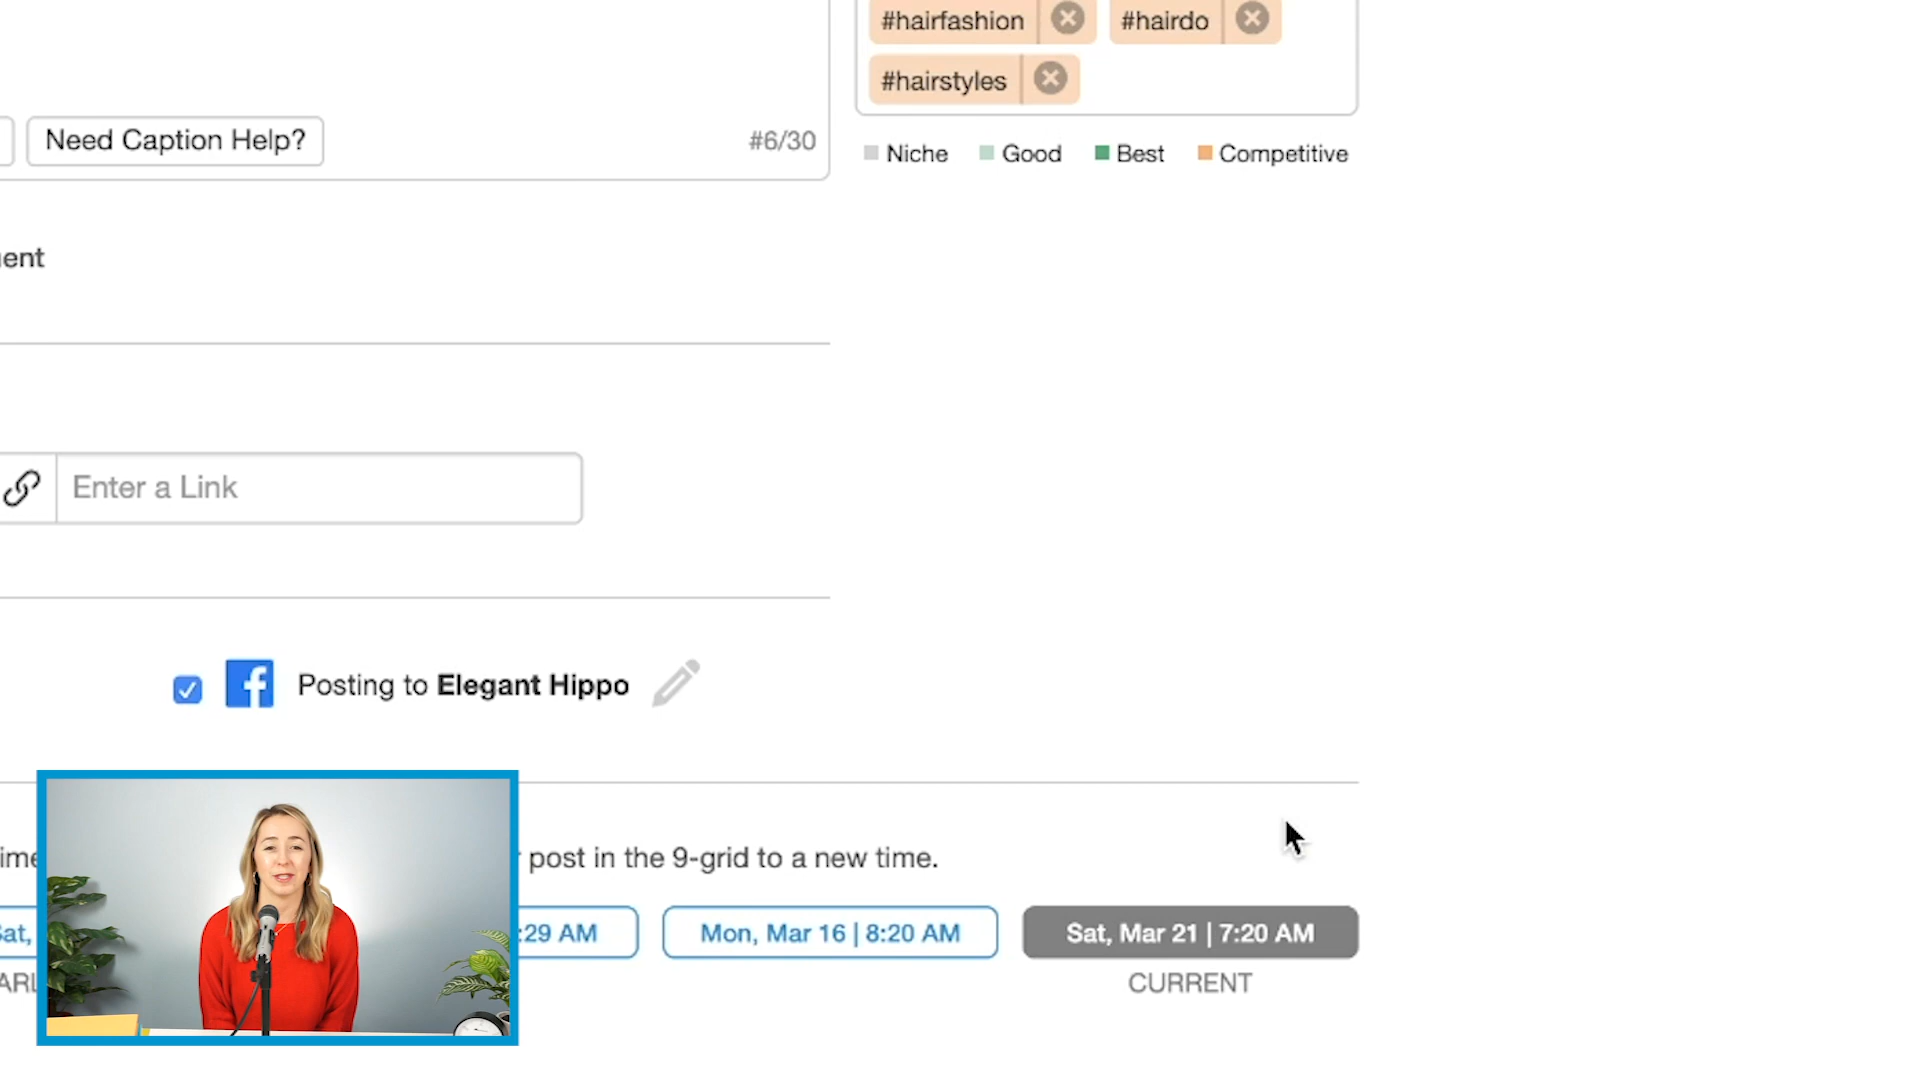 #hairfashion #hairdo
#hairstyles
Need Caption Help? #6/30
Niche Good Best Competitive
Enter a Link
Posting to Elegant Hippo
post in the 9-grid to a new time.
:29 AM Mon, Mar 16 | 8:20 AM Sat, Mar 21 | 7:20 AM
CURRENT